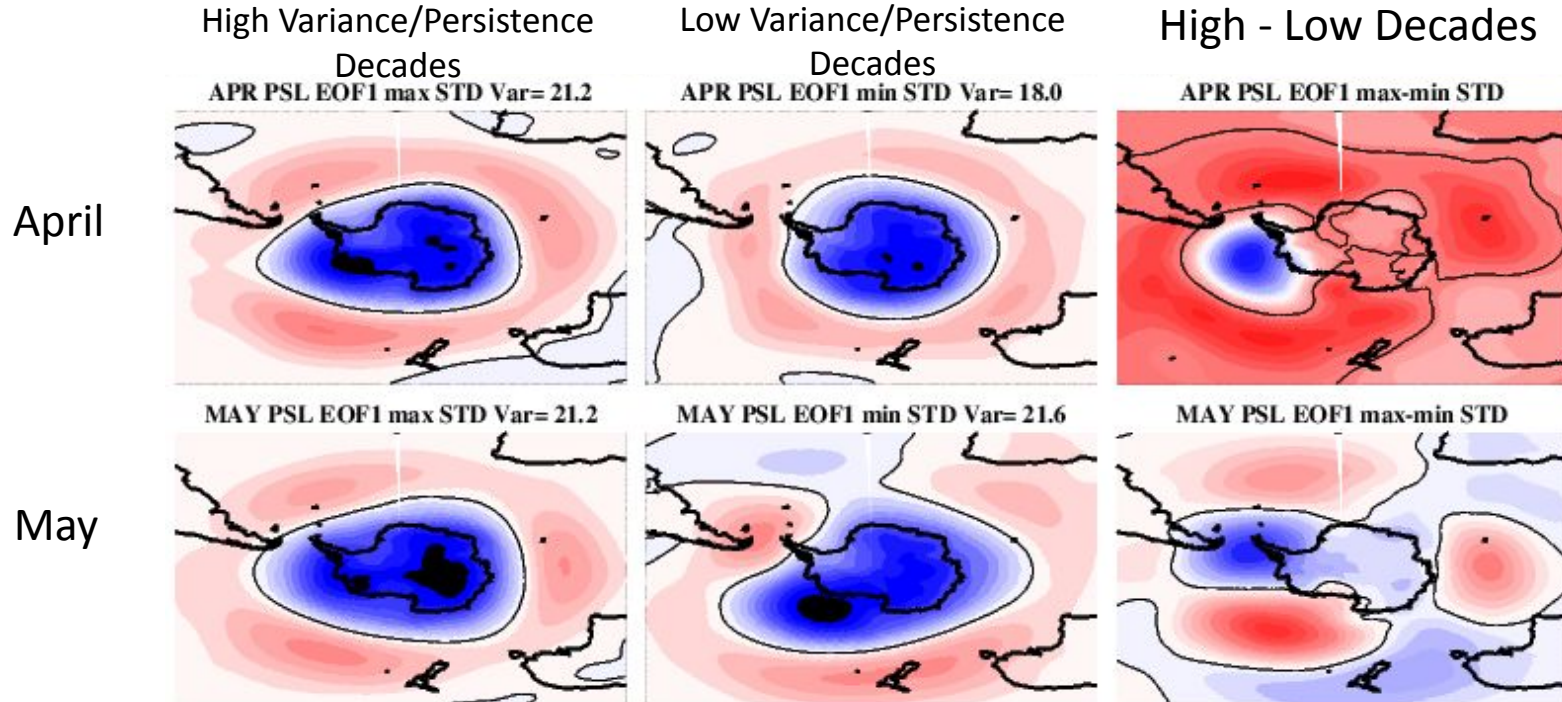 High Variance/Persistence
Decades
Low Variance/Persistence
Decades
High - Low Decades
April
APR PSL EOF1 max STD Var= 21.2
APR PSL EOF1 min STD Var= 18.0
APR PSL EOF1 max-min STD
May
MAY PSL EOF1 max STD Var= 21.2
MAY PSL EOF1 min STD Var= 21.6
MAY PSL EOF1 max-min STD